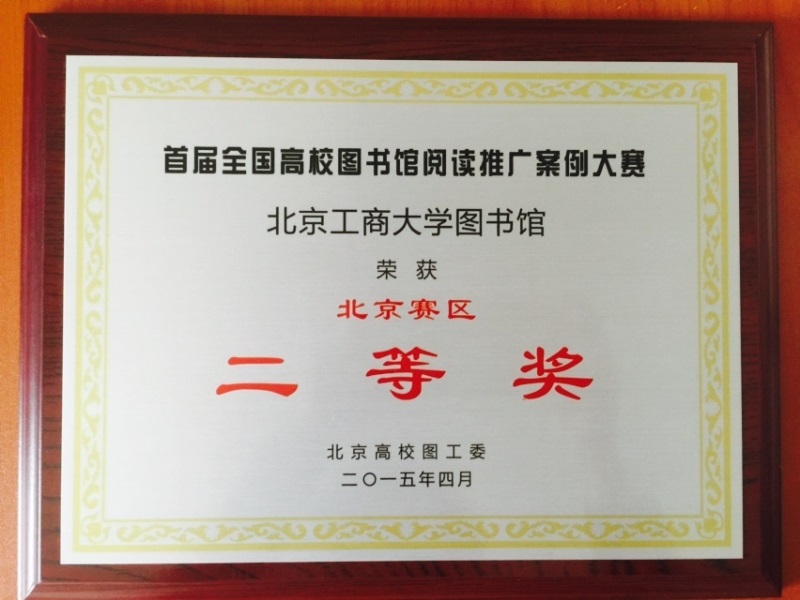 首届全国高校图书馆阅读推广案例大赛
北京工商大学图书馆
荣获
北京赛区
二等奖
北京高校图工委
二〇一五年四月